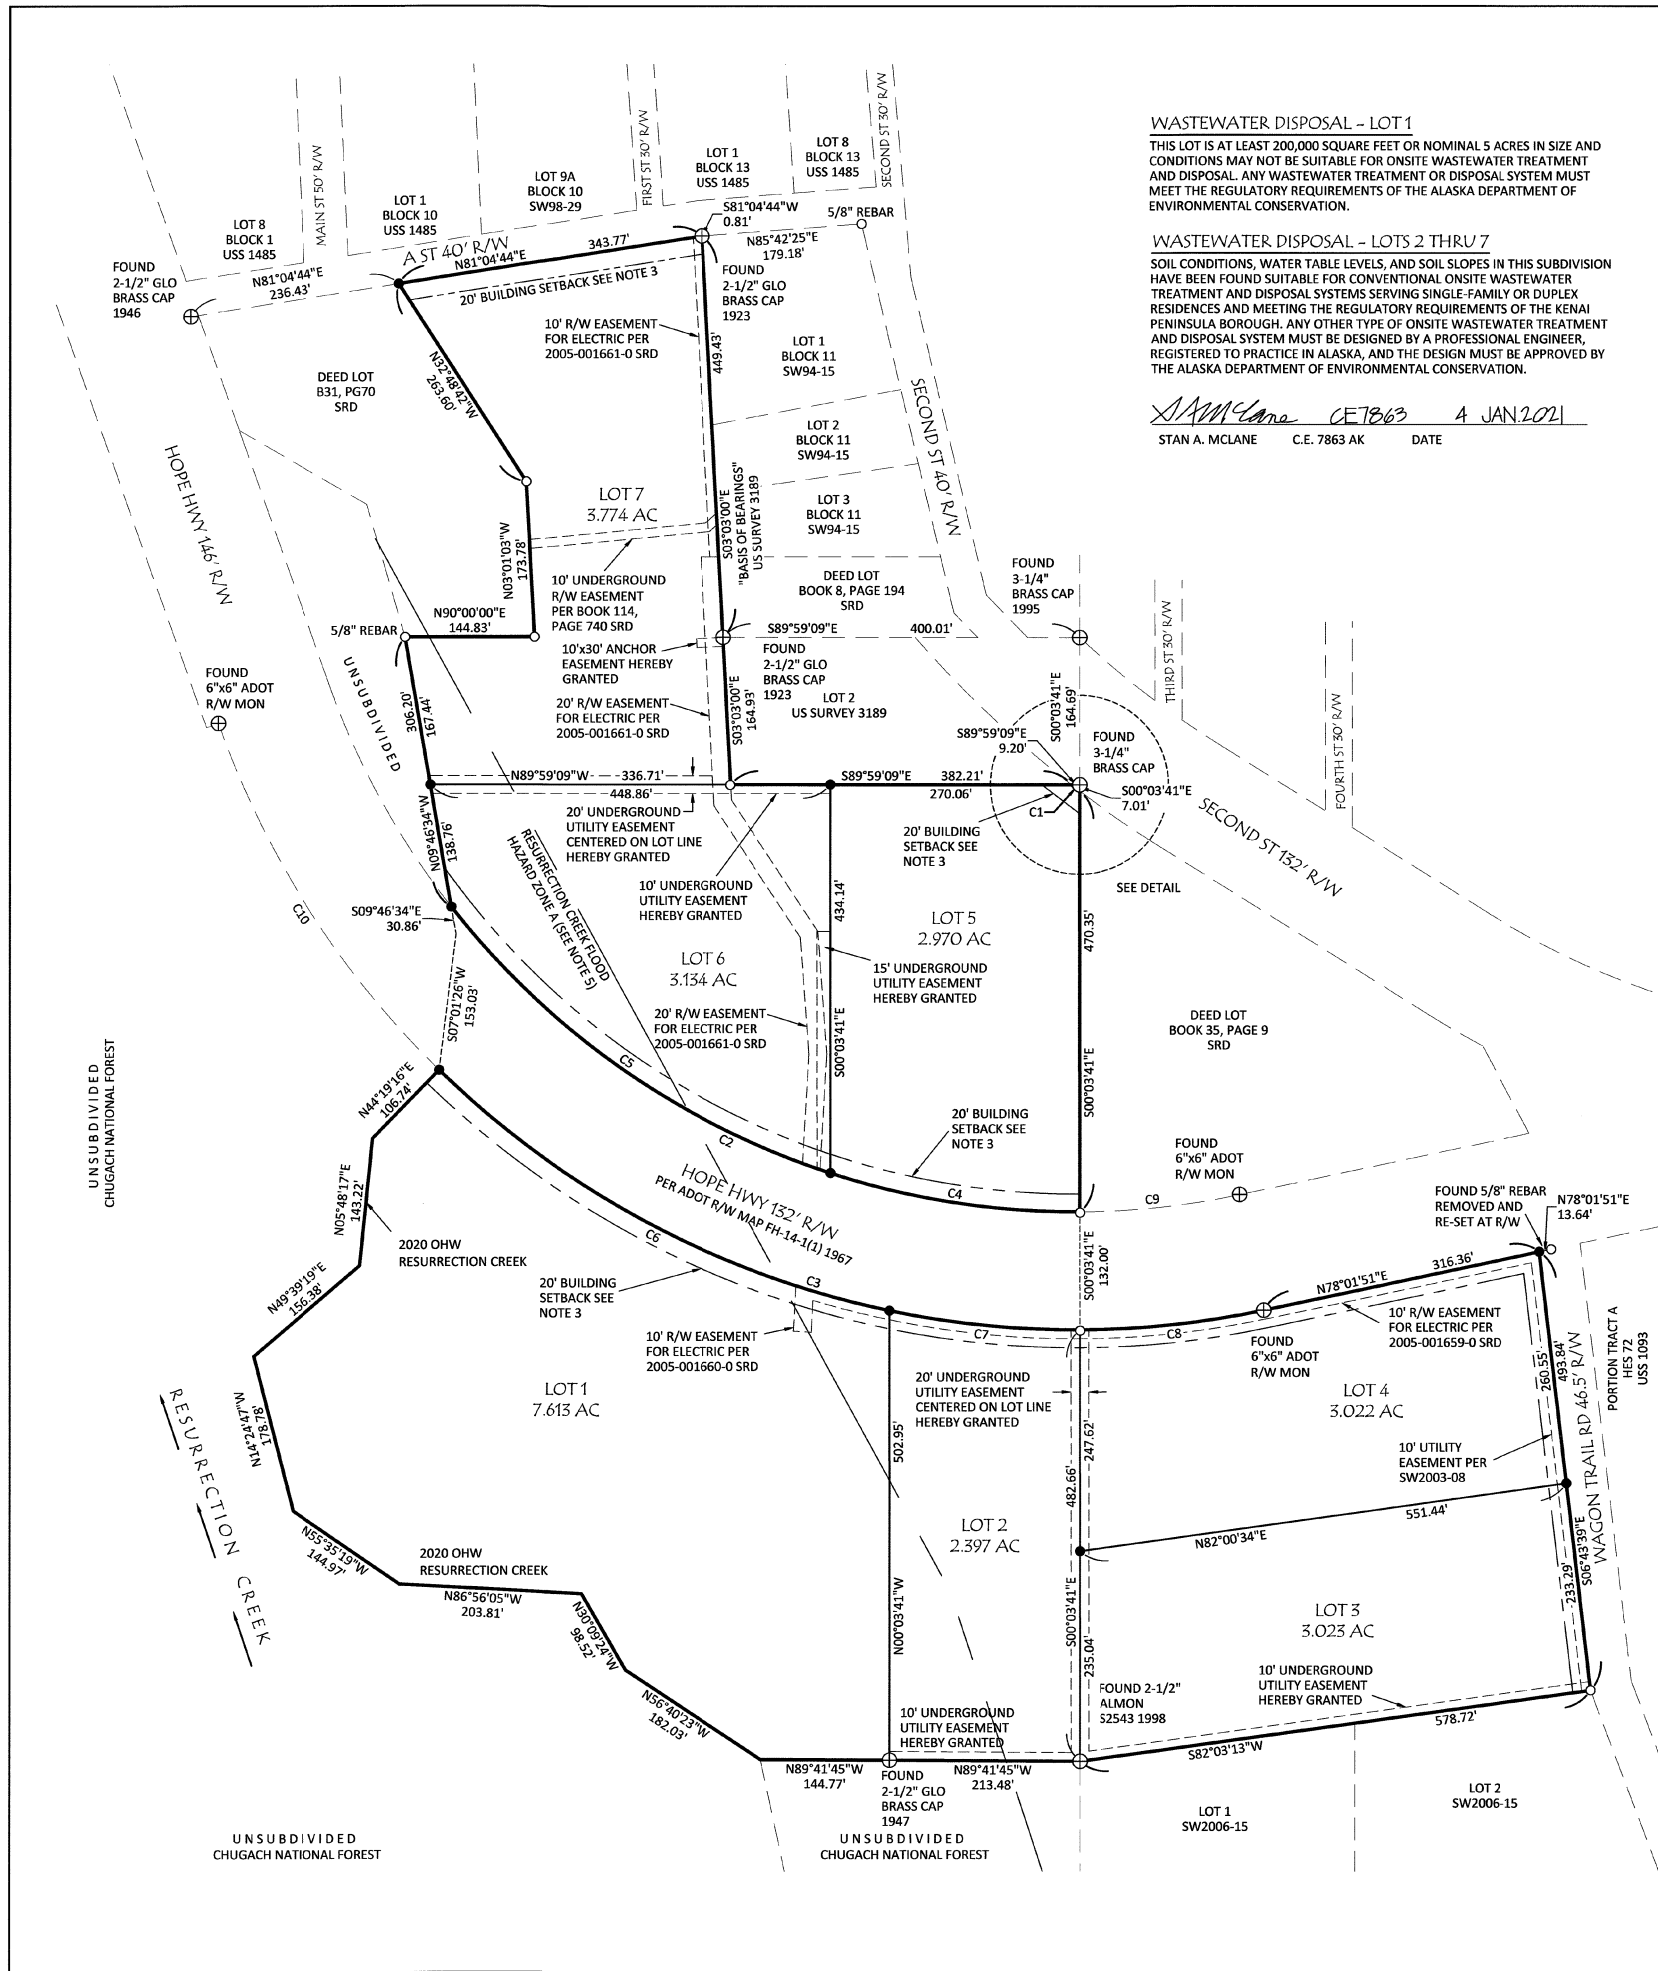 WASTEWATER DISPOSAL - LOT 1
THIS LOT IS AT LEAST 200,000 SQUARE FEET OR NOMINAL 5 ACRES IN SIZE AND
CONDITIONS MAY NOT BE SUITABLE FOR ONSITE WASTEWATER TREATMENT
AND DISPOSAL. ANY WASTEWATER TREATMENT OR DISPOSAL SYSTEM MUST
MEET THE REGULATORY REQUIREMENTS OF THE ALASKA DEPARTMENT OF
ENVIRONMENTAL CONSERVATION.
WASTEWATER DISPOSAL - LOTS 2 THRU 7
SOIL CONDITIONS, WATER TABLE LEVELS, AND SOIL SLOPES IN THIS SUBDIVISION
HAVE BEEN FOUND SUITABLE FOR CONVENTIONAL ONSITE WASTEWATER
TREATMENT AND DISPOSAL SYSTEMS SERVING SINGLE-FAMILY OR DUPLEX
RESIDENCES AND MEETING THE REGULATORY REQUIREMENTS OF THE KENAI
PENINSULA BOROUGH. ANY OTHER TYPE OF ONSITE WASTEWATER TREATMENT
AND DISPOSAL SYSTEM MUST BE DESIGNED BY A PROFESSIONAL ENGINEER,
REGISTERED TO PRACTICE IN ALASKA, AND THE DESIGN MUST BE APPROVED BY
THE ALASKA DEPARTMENT OF ENVIRONMENTAL CONSERVATION.
SAMcLane CE7863 4 JAN.2021
STAN A. MCLANE C.E. 7863 AK DATE
MAIN ST 50' R/W
FIRST ST 30' R/W
SECOND ST 30' R/W
LOT 8
BLOCK 1
USS 1485
LOT 1
BLOCK 10
USS 1485
LOT 9A
BLOCK 10
SW98-29
LOT 1
BLOCK 13
USS 1485
LOT 8
BLOCK 13
USS 1485
S81°04'44"W
0.81'
5/8" REBAR
N85°42'25"E
179.18'
A ST 40' R/W
343.77'
N81°04'44"E
N81°04'44"E
236.43'
FOUND
2-1/2" GLO
BRASS CAP
1946
20' BUILDING SETBACK SEE NOTE 3
FOUND
2-1/2" GLO
BRASS CAP
1923
10' R/W EASEMENT
FOR ELECTRIC PER
2005-001661-0 SRD
449.43'
LOT 1
BLOCK 11
SW94-15
LOT 2
BLOCK 11
SW94-15
LOT 3
BLOCK 11
SW94-15
SECOND ST 40' R/W
DEED LOT
B31, PG70
SRD
N32°48'42"W
263.60'
HOPE HWY 146' R/W
LOT 7
3.774 AC
S03°03'00"E
"BASIS OF BEARINGS"
US SURVEY 3189
N03°01'03"W
173.78'
10' UNDERGROUND
R/W EASEMENT
PER BOOK 114,
PAGE 740 SRD
DEED LOT
BOOK 8, PAGE 194
SRD
FOUND
3-1/4"
BRASS CAP
1995
5/8" REBAR
N90°00'00"E
144.83'
S89°59'09"E 400.01'
10'x30' ANCHOR
EASEMENT HEREBY
GRANTED
FOUND
2-1/2" GLO
BRASS CAP
1923
LOT 2
US SURVEY 3189
THIRD ST 30' R/W
FOURTH ST 30' R/W
FOUND
6"x6" ADOT
R/W MON
UNSUBDIVIDED
306.20'
167.44'
20' R/W EASEMENT
FOR ELECTRIC PER
2005-001661-0 SRD
S03°03'00"E
164.93'
S00°03'41"E
164.69'
S89°59'09"E
9.20'
FOUND
3-1/4"
BRASS CAP
S00°03'41"E
7.01'
C1
N89°59'09"W 336.71'
448.86'
S89°59'09"E 382.21'
270.06'
N09°46'34"W
138.76'
20' UNDERGROUND
UTILITY EASEMENT
CENTERED ON LOT LINE
HEREBY GRANTED
20' BUILDING
SETBACK SEE
NOTE 3
SECOND ST 132' R/W
SEE DETAIL
RESURRECTION CREEK FLOOD
HAZARD ZONE A (SEE NOTE 5)
10' UNDERGROUND
UTILITY EASEMENT
HEREBY GRANTED
434.14'
470.35'
C10
S09°46'34"E
30.86'
LOT 5
2.970 AC
LOT 6
3.134 AC
15' UNDERGROUND
UTILITY EASEMENT
HEREBY GRANTED
S07°01'26"W
153.03'
20' R/W EASEMENT
FOR ELECTRIC PER
2005-001661-0 SRD
S00°03'41"E
S00°03'41"E
DEED LOT
BOOK 35, PAGE 9
SRD
UNSUBDIVIDED
CHUGACH NATIONAL FOREST
C5
N44°19'16"E
106.74'
C2
20' BUILDING
SETBACK SEE
NOTE 3
FOUND
6"x6" ADOT
R/W MON
HOPE HWY 132' R/W
PER ADOT R/W MAP FH-14-1(1) 1967
C4
C9
FOUND 5/8" REBAR
REMOVED AND
RE-SET AT R/W
N78°01'51"E
13.64'
N05°48'17"E
143.22'
2020 OHW
RESURRECTION CREEK
C6
S00°03'41"E
132.00'
N49°39'19"E
156.38'
20' BUILDING
SETBACK SEE
NOTE 3
C3
N78°01'51"E 316.36'
10' R/W EASEMENT
FOR ELECTRIC PER
2005-001659-0 SRD
10' R/W EASEMENT
FOR ELECTRIC PER
2005-001660-0 SRD
C7
C8
FOUND
6"x6" ADOT
R/W MON
PORTION TRACT A
HES 72
USS 1093
LOT 1
7.613 AC
20' UNDERGROUND
UTILITY EASEMENT
CENTERED ON LOT LINE
HEREBY GRANTED
LOT 4
3.022 AC
260.55'
493.84'
WAGON TRAIL RD 46.5' R/W
RESURRECTION CREEK
N14°24'47"W
178.78'
502.95'
482.66'
247.62'
10' UTILITY
EASEMENT PER
SW2003-08
551.44'
N82°00'34"E
LOT 2
2.397 AC
N55°35'19"W
144.97'
2020 OHW
RESURRECTION CREEK
N86°56'05"W
203.81'
N30°09'24"W
98.52'
N00°03'41"W
S00°03'41"E
235.04'
LOT 3
3.023 AC
S06°43'39"E
233.29'
N56°40'23"W
182.03'
10' UNDERGROUND
UTILITY EASEMENT
HEREBY GRANTED
FOUND 2-1/2"
ALMON
S2543 1998
10' UNDERGROUND
UTILITY EASEMENT
HEREBY GRANTED
578.72'
S82°03'13"W
N89°41'45"W
144.77'
FOUND
2-1/2" GLO
BRASS CAP
1947
N89°41'45"W
213.48'
LOT 1
SW2006-15
LOT 2
SW2006-15
UNSUBDIVIDED
CHUGACH NATIONAL FOREST
UNSUBDIVIDED
CHUGACH NATIONAL FOREST